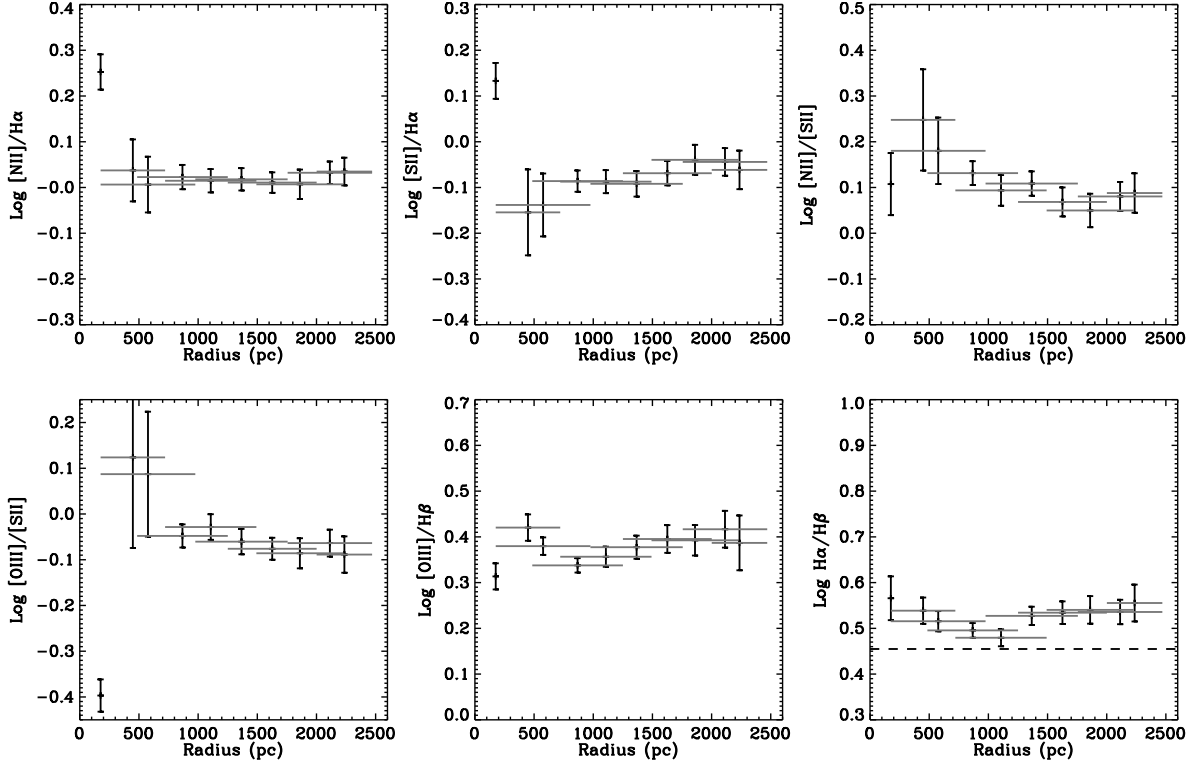 0.4
0.3
0.2
0.1
−0.0
−0.1
−0.2
−0.3
Log [NII]/Hα
0 500 1000 1500 2000 2500
Radius (pc)
0.3
0.2
0.1
0.0
−0.1
−0.2
−0.3
−0.4
Log [SII]/Hα
0 500 1000 1500 2000 2500
Radius (pc)
0.5
0.4
0.3
0.2
0.1
0.0
−0.1
−0.2
Log [NII]/[SII]
0 500 1000 1500 2000 2500
Radius (pc)
0.2
0.1
0.0
−0.1
−0.2
−0.3
−0.4
Log [OIII]/[SII]
0 500 1000 1500 2000 2500
Radius (pc)
0.7
0.6
0.5
0.4
0.3
0.2
0.1
0.0
Log [OIII]/Hβ
0 500 1000 1500 2000 2500
Radius (pc)
1.0
0.9
0.8
0.7
0.6
0.5
0.4
0.3
Log Hα/Hβ
0 500 1000 1500 2000 2500
Radius (pc)